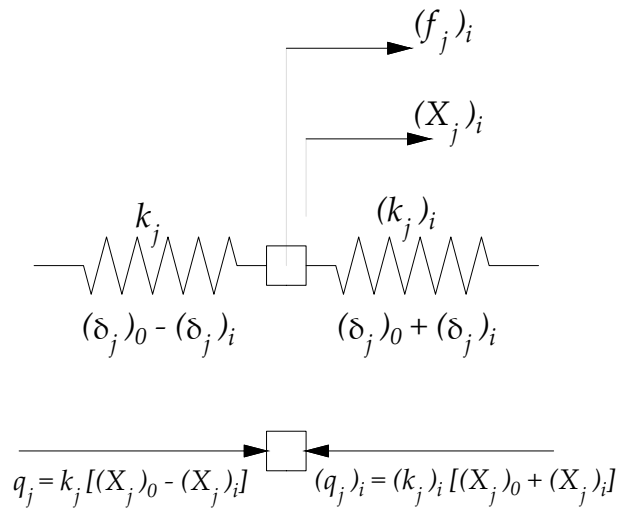 (f_j)_i
(X_j)_i
k_j
(k_j)_i
(δ_j)_0 - (δ_j)_i
(δ_j)_0 + (δ_j)_i
q_j = k_j [(X_j)_0 - (X_j)_i]
(q_j)_i = (k_j)_i [(X_j)_0 + (X_j)_i]